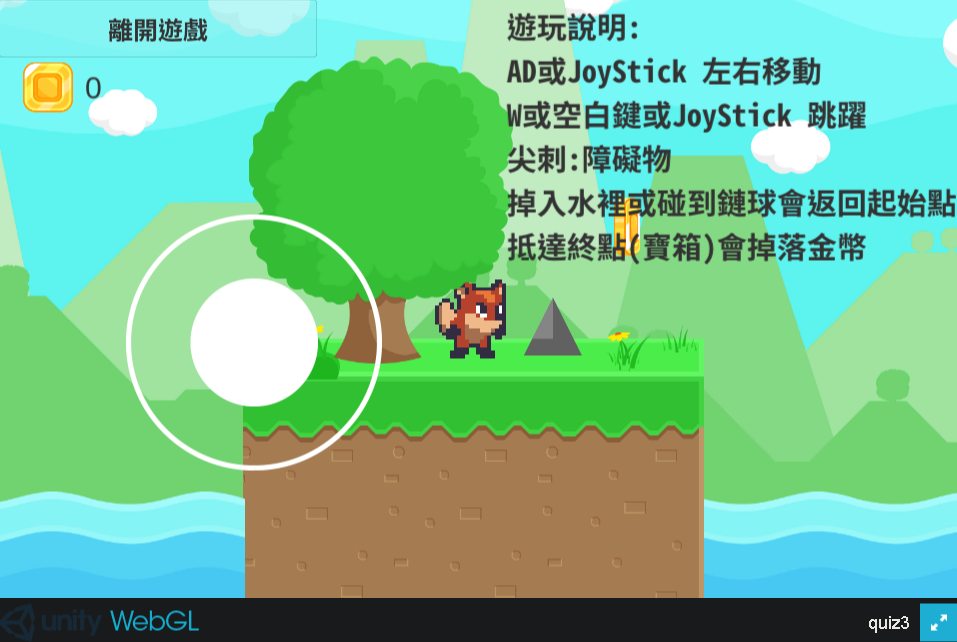 離開遊戲
0
遊玩說明:
AD或JoyStick 左右移動
W或空白鍵或JoyStick 跳躍
尖刺:障礙物
掉入水裡或碰到鏈球會返回起始點
抵達終點(寶箱)會掉落金幣
unity WebGL
quiz3